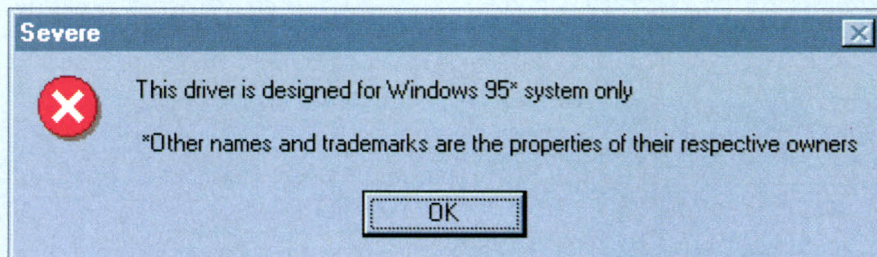 Severe
This driver is designed for Windows 95* system only
*Other names and trademarks are the properties of their respective owners
OK